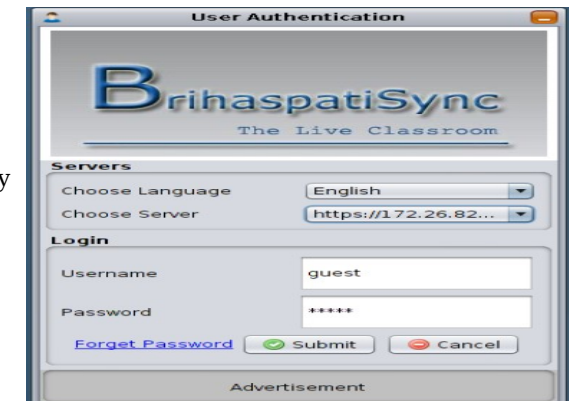 User Authentication
BrihaspatiSync
The Live Classroom
Servers
y
Choose Language English
Choose Server https://172.26.82...
Login
Username guest
Password *****
Forget Password Submit Cancel
Advertisement